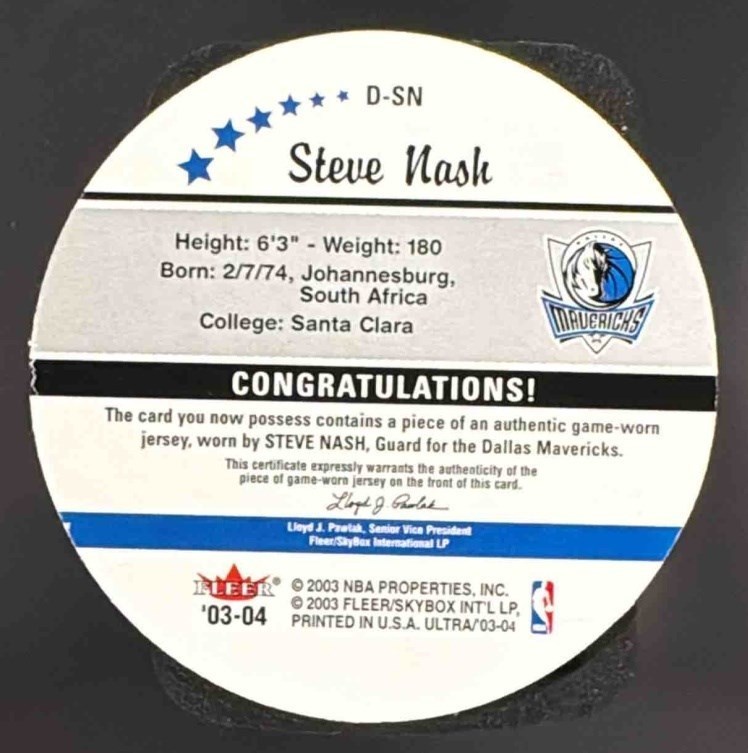 D-SN
Steve Nash
Height: 6'3" - Weight: 180
Born: 2/7/74, Johannesburg,
South Africa
College: Santa Clara
DALLAS
MAVERICKS
CONGRATULATIONS!
The card you now possess contains a piece of an authentic game-worn
jersey, worn by STEVE NASH, Guard for the Dallas Mavericks.
This certificate expressly warrants the authenticity of the
piece of game-worn jersey on the front of this card.
Lloyd J. Pawlak
Lloyd J. Pawlak, Senior Vice President
Fleer/SkyBox International LP
FLEER®
'03-04
© 2003 NBA PROPERTIES, INC.
© 2003 FLEER/SKYBOX INT'L LP,
PRINTED IN U.S.A. ULTRA/'03-04